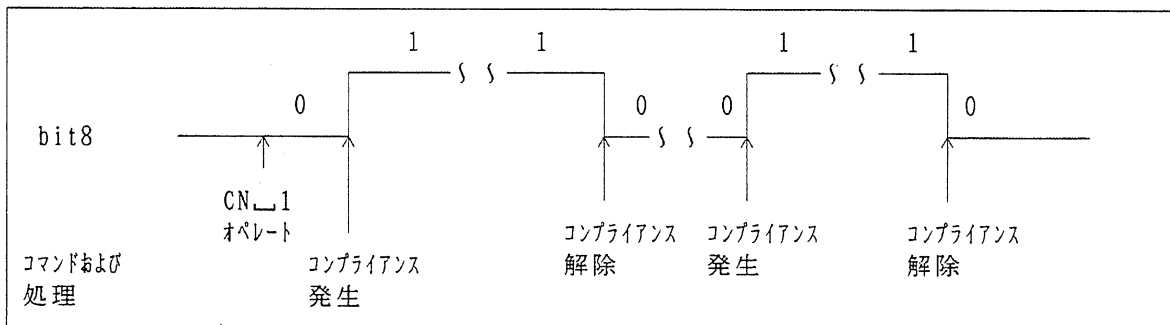 1 1 1 1
0 0 0 0
bit8
CN␣1
オペレート
コンプライアンス コンプライアンス コンプライアンス
解除 発生 解除
コマンドおよび コンプライアンス
処理 発生